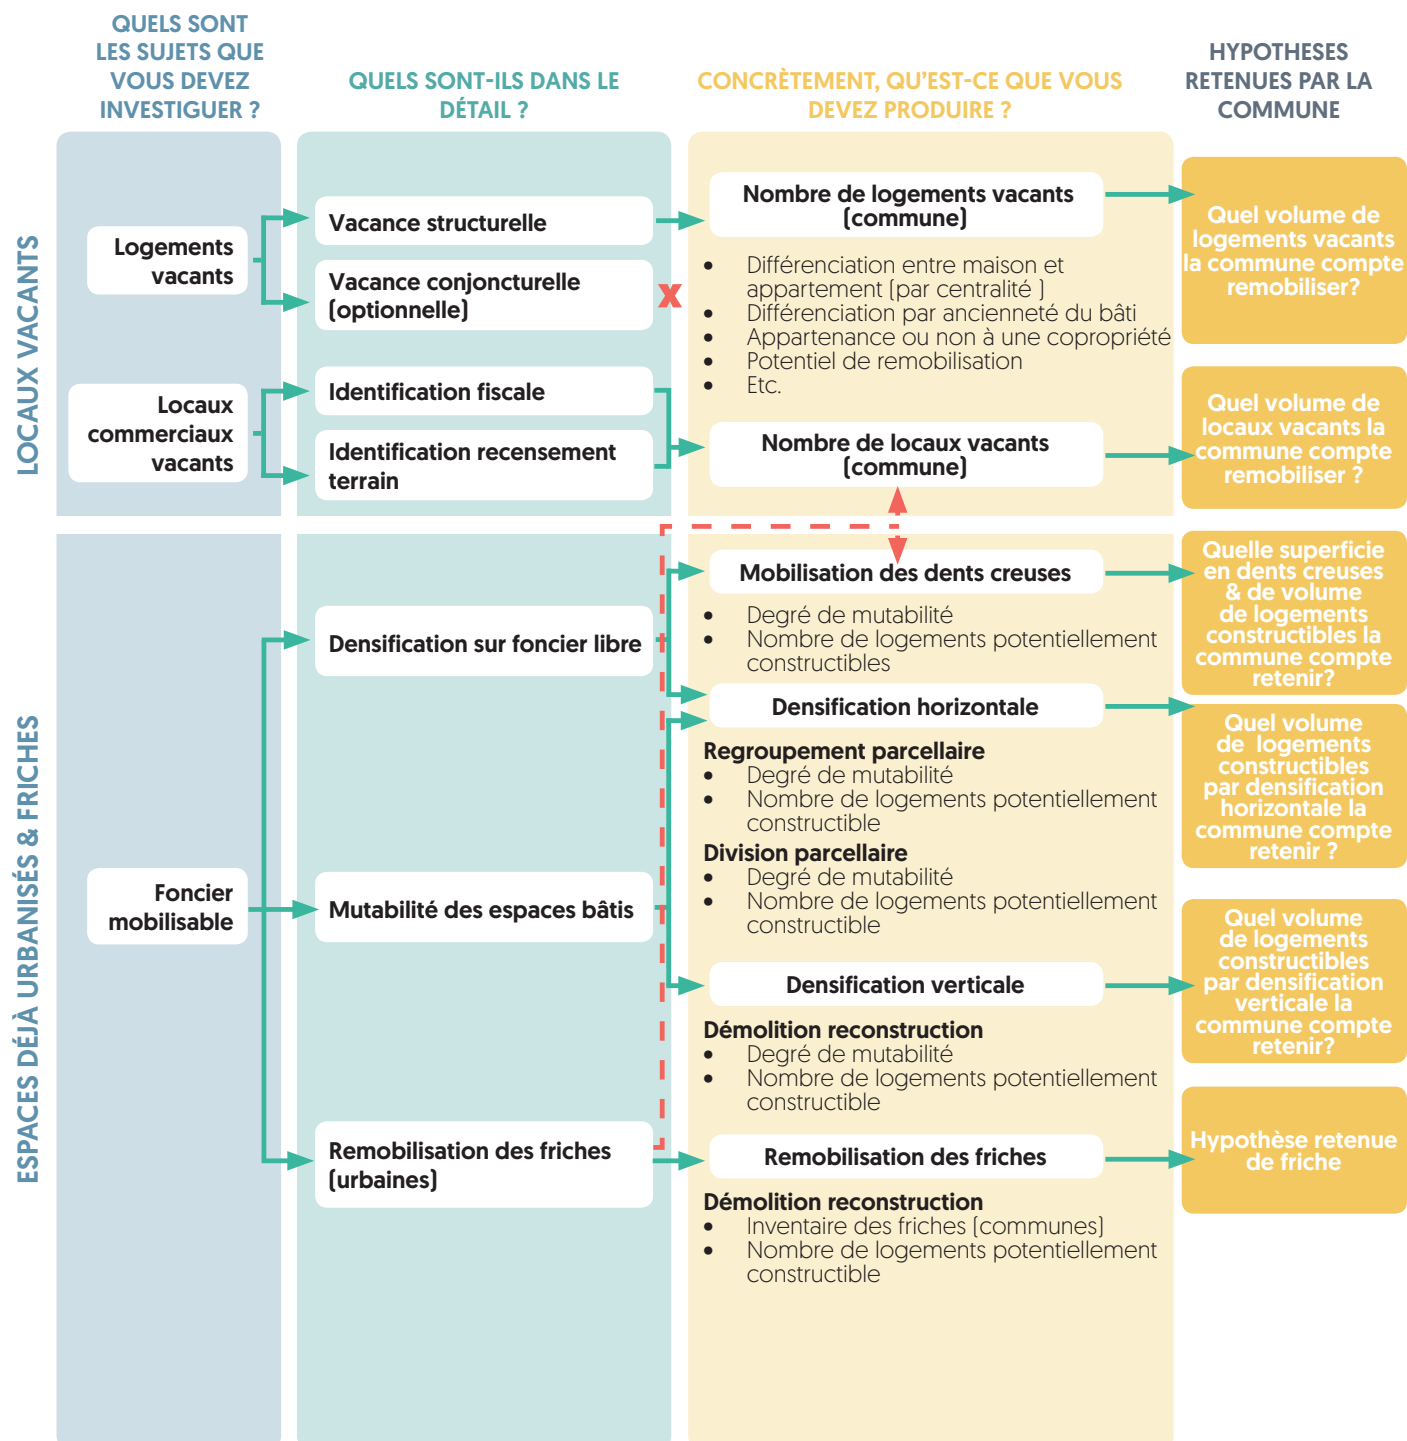 QUELS SONT
LES SUJETS QUE
VOUS DEVEZ
INVESTIGUER ?
QUELS SONT-ILS DANS LE
DÉTAIL ?
CONCRÈTEMENT, QU'EST-CE QUE VOUS
DEVEZ PRODUIRE ?
HYPOTHESES
RETENUES PAR LA
COMMUNE
LOCAUX VACANTS
Logements
vacants
Locaux
commerciaux
vacants
Vacance structurelle
Vacance conjoncturelle
(optionnelle)
X
Identification fiscale
Identification recensement
terrain
Nombre de logements vacants
(commune)
• Différenciation entre maison et
appartement (par centralité )
• Différenciation par ancienneté du bâti
• Appartenance ou non à une copropriété
• Potentiel de remobilisation
• Etc.
Nombre de locaux vacants
(commune)
Quel volume de
logements vacants
la commune compte
remobiliser?
Quel volume de
locaux vacants la
commune compte
remobiliser ?
ESPACES DÉJÀ URBANISÉS & FRICHES
Foncier
mobilisable
Densification sur foncier libre
Mutabilité des espaces bâtis
Remobilisation des friches
(urbaines)
Mobilisation des dents creuses
• Degré de mutabilité
• Nombre de logements potentiellement
constructibles
Densification horizontale
Regroupement parcellaire
• Degré de mutabilité
• Nombre de logements potentiellement
constructible
Division parcellaire
• Degré de mutabilité
• Nombre de logements potentiellement
constructible
Densification verticale
Démolition reconstruction
• Degré de mutabilité
• Nombre de logements potentiellement
constructible
Remobilisation des friches
Démolition reconstruction
• Inventaire des friches (communes)
• Nombre de logements potentiellement
constructible
Quelle superficie
en dents creuses
& de volume
de logements
constructibles la
commune compte
retenir?
Quel volume
de logements
constructibles
par densification
horizontale la
commune compte
retenir ?
Quel volume
de logements
constructibles
par densification
verticale la
commune compte
retenir?
Hypothèse retenue
de friche